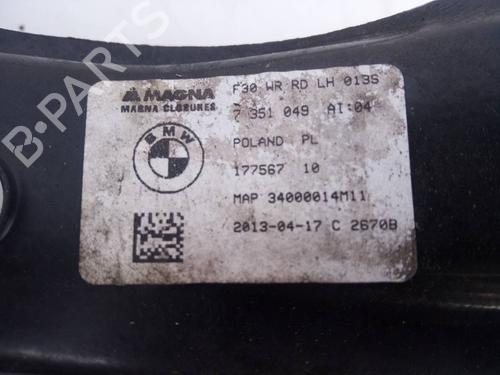 MAGNA
MAGNA CLOSURES
BMW
F30 WR RD LH 013S
7 351 049 AI:04
POLAND PL
177567 10
MAP 34000014M11
2013-04-17 C 2670B
B-PARTS